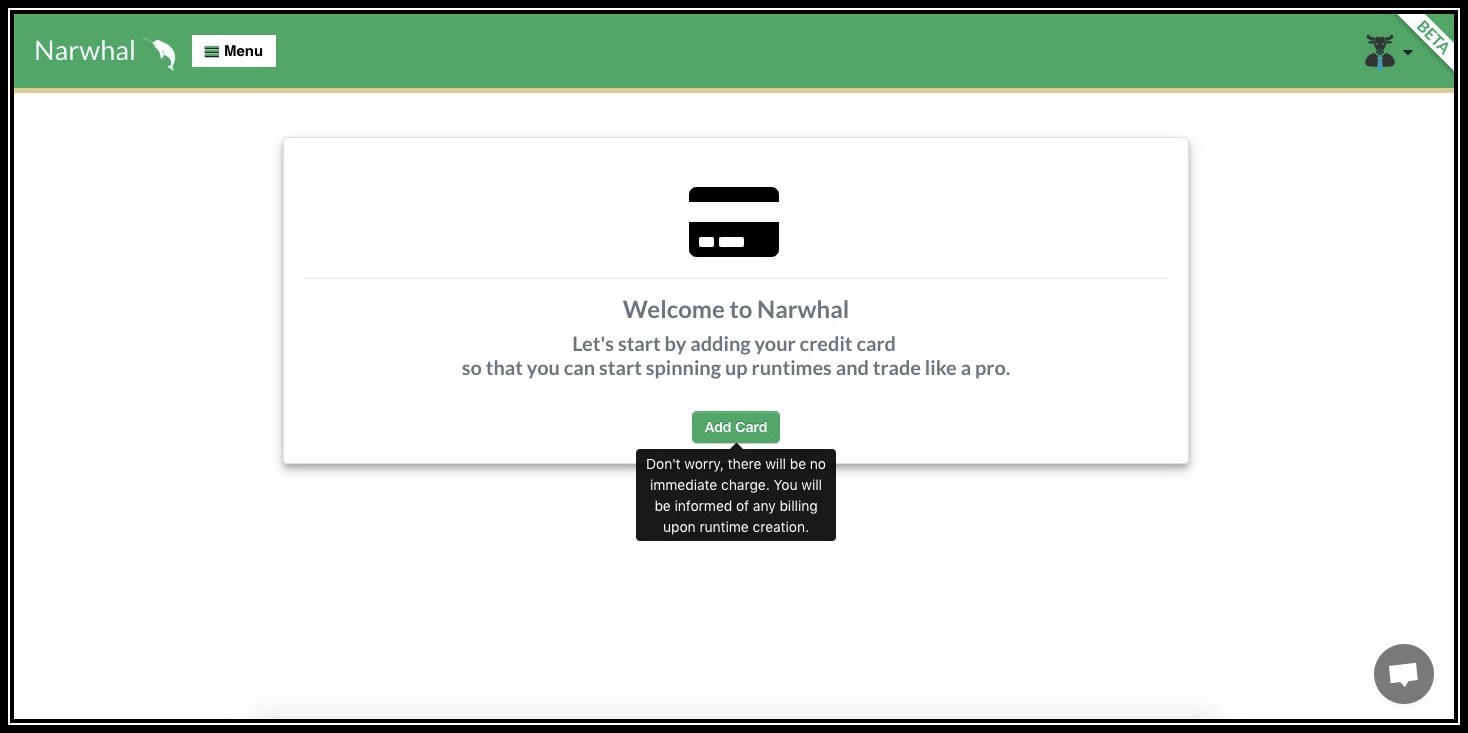 Narwhal
Menu
BETA
Welcome to Narwhal
Let's start by adding your credit card
so that you can start spinning up runtimes and trade like a pro.
Add Card
Don't worry, there will be no
immediate charge. You will
be informed of any billing
upon runtime creation.